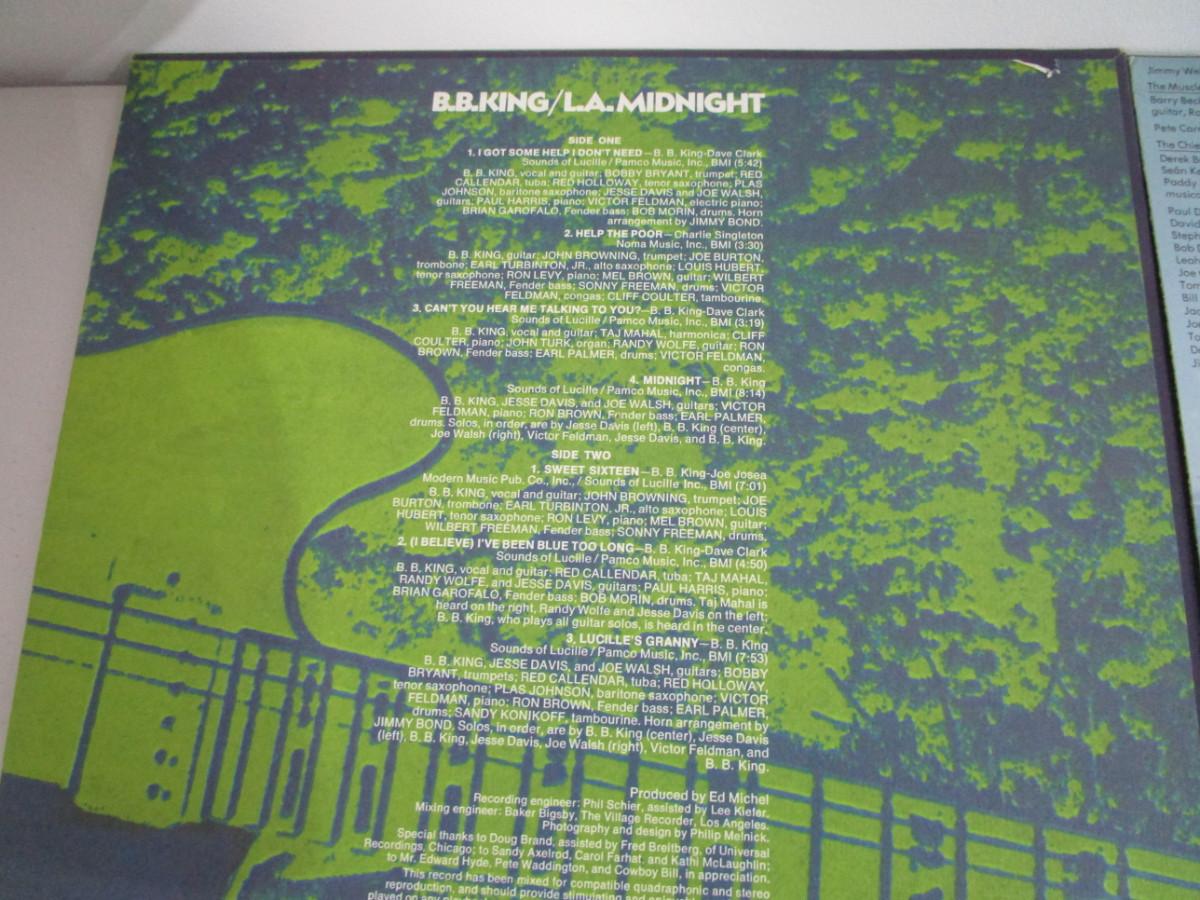 B.B.KING/L.A. MIDNIGHT
SIDE ONE
1. I GOT SOME HELP I DON'T NEED—B. B. King-Dave Clark
Sounds of Lucille / Pamco Music, Inc., BMI (5:42)
B. B. KING, vocal and guitar; BOBBY BRYANT, trumpet; RED
CALLENDAR, tuba; RED HOLLOWAY, tenor saxophone; PLAS
JOHNSON, baritone saxophone; JESSE DAVIS and JOE WALSH,
guitars; PAUL HARRIS, piano; VICTOR FELDMAN, electric piano;
BRIAN GAROFALO, Fender bass; BOB MORIN, drums. Horn
arrangement by JIMMY BOND.
2. HELP THE POOR—Charlie Singleton
Noma Music, Inc., BMI (3:30)
B. B. KING, guitar; JOHN BROWNING, trumpet; JOE BURTON,
trombone; EARL TURBINTON, JR., alto saxophone; LOUIS HUBERT,
tenor saxophone; RON LEVY, piano; MEL BROWN, guitar; WILBERT
FREEMAN, Fender bass; SONNY FREEMAN, drums; VICTOR
FELDMAN, congas; CLIFF COULTER, tambourine.
3. CAN'T YOU HEAR ME TALKING TO YOU?—B. B. King-Dave Clark
Sounds of Lucille / Pamco Music, Inc., BMI (3:19)
B. B. KING, vocal and guitar; TAJ MAHAL, harmonica; CLIFF
COULTER, piano; JOHN TURK, organ; RANDY WOLFE, guitar; RON
BROWN, Fender bass; EARL PALMER, drums; VICTOR FELDMAN,
congas.
4. MIDNIGHT—B. B. King
Sounds of Lucille / Pamco Music, Inc., BMI (8:14)
B. B. KING, JESSE DAVIS, and JOE WALSH, guitars; VICTOR
FELDMAN, piano; RON BROWN, Fender bass; EARL PALMER,
drums. Solos, in order, are by Jesse Davis (left), B. B. King (center),
Joe Walsh (right), Victor Feldman, Jesse Davis, and B. B. King.
SIDE TWO
1. SWEET SIXTEEN—B. B. King-Joe Josea
Modern Music Pub. Co., Inc., / Sounds of Lucille Inc., BMI (7:01)
B. B. KING, vocal and guitar; JOHN BROWNING, trumpet; JOE
BURTON, trombone; EARL TURBINTON, JR., alto saxophone; LOUIS
HUBERT, tenor saxophone; RON LEVY, piano; MEL BROWN, guitar;
WILBERT FREEMAN, Fender bass; SONNY FREEMAN, drums.
2. (I BELIEVE) I'VE BEEN BLUE TOO LONG—B. B. King-Dave Clark
Sounds of Lucille / Pamco Music, Inc., BMI (4:50)
B. B. KING, vocal and guitar; RED CALLENDAR, tuba; TAJ MAHAL,
RANDY WOLFE, and JESSE DAVIS, guitars; PAUL HARRIS, piano;
BRIAN GAROFALO, Fender bass; BOB MORIN, drums. Taj Mahal is
heard on the right, Randy Wolfe and Jesse Davis on the left;
B. B. King, who plays all guitar solos, is heard in the center.
3. LUCILLE'S GRANNY—B. B. King
Sounds of Lucille / Pamco Music, Inc., BMI (7:53)
B. B. KING, JESSE DAVIS, and JOE WALSH, guitars; BOBBY
BRYANT, trumpets; RED CALLENDAR, tuba; RED HOLLOWAY,
tenor saxophone; PLAS JOHNSON, baritone saxophone; VICTOR
FELDMAN, piano; RON BROWN, Fender bass; EARL PALMER,
drums; SANDY KONIKOFF, tambourine. Horn arrangement by
JIMMY BOND. Solos, in order, are by B. B. King (center), Jesse Davis
(left), B. B. King, Jesse Davis, Joe Walsh (right), Victor Feldman, and
B. B. King.
Produced by Ed Michel
Recording engineer: Phil Schier, assisted by Lee Kiefer.
Mixing engineer: Baker Bigsby, The Village Recorder, Los Angeles.
Photography and design by Philip Melnick.
Special thanks to Doug Brand, assisted by Fred Breitberg, of Universal
Recordings, Chicago; to Sandy Axelrod, Carol Farhat, and Kathi McLaughlin;
to Mr. Edward Hyde, Pete Waddington, and Cowboy Bill, in appreciation.
This record has been mixed for compatible quadraphonic and stereo
reproduction, and should provide stimulating and
played on any
Jimmy
The Muscle
Barry
guitar,
Pete
The
Derek
Seán
Paddy
Paul
David
Steph
Bob
Leah
Joe
Tom
Bill